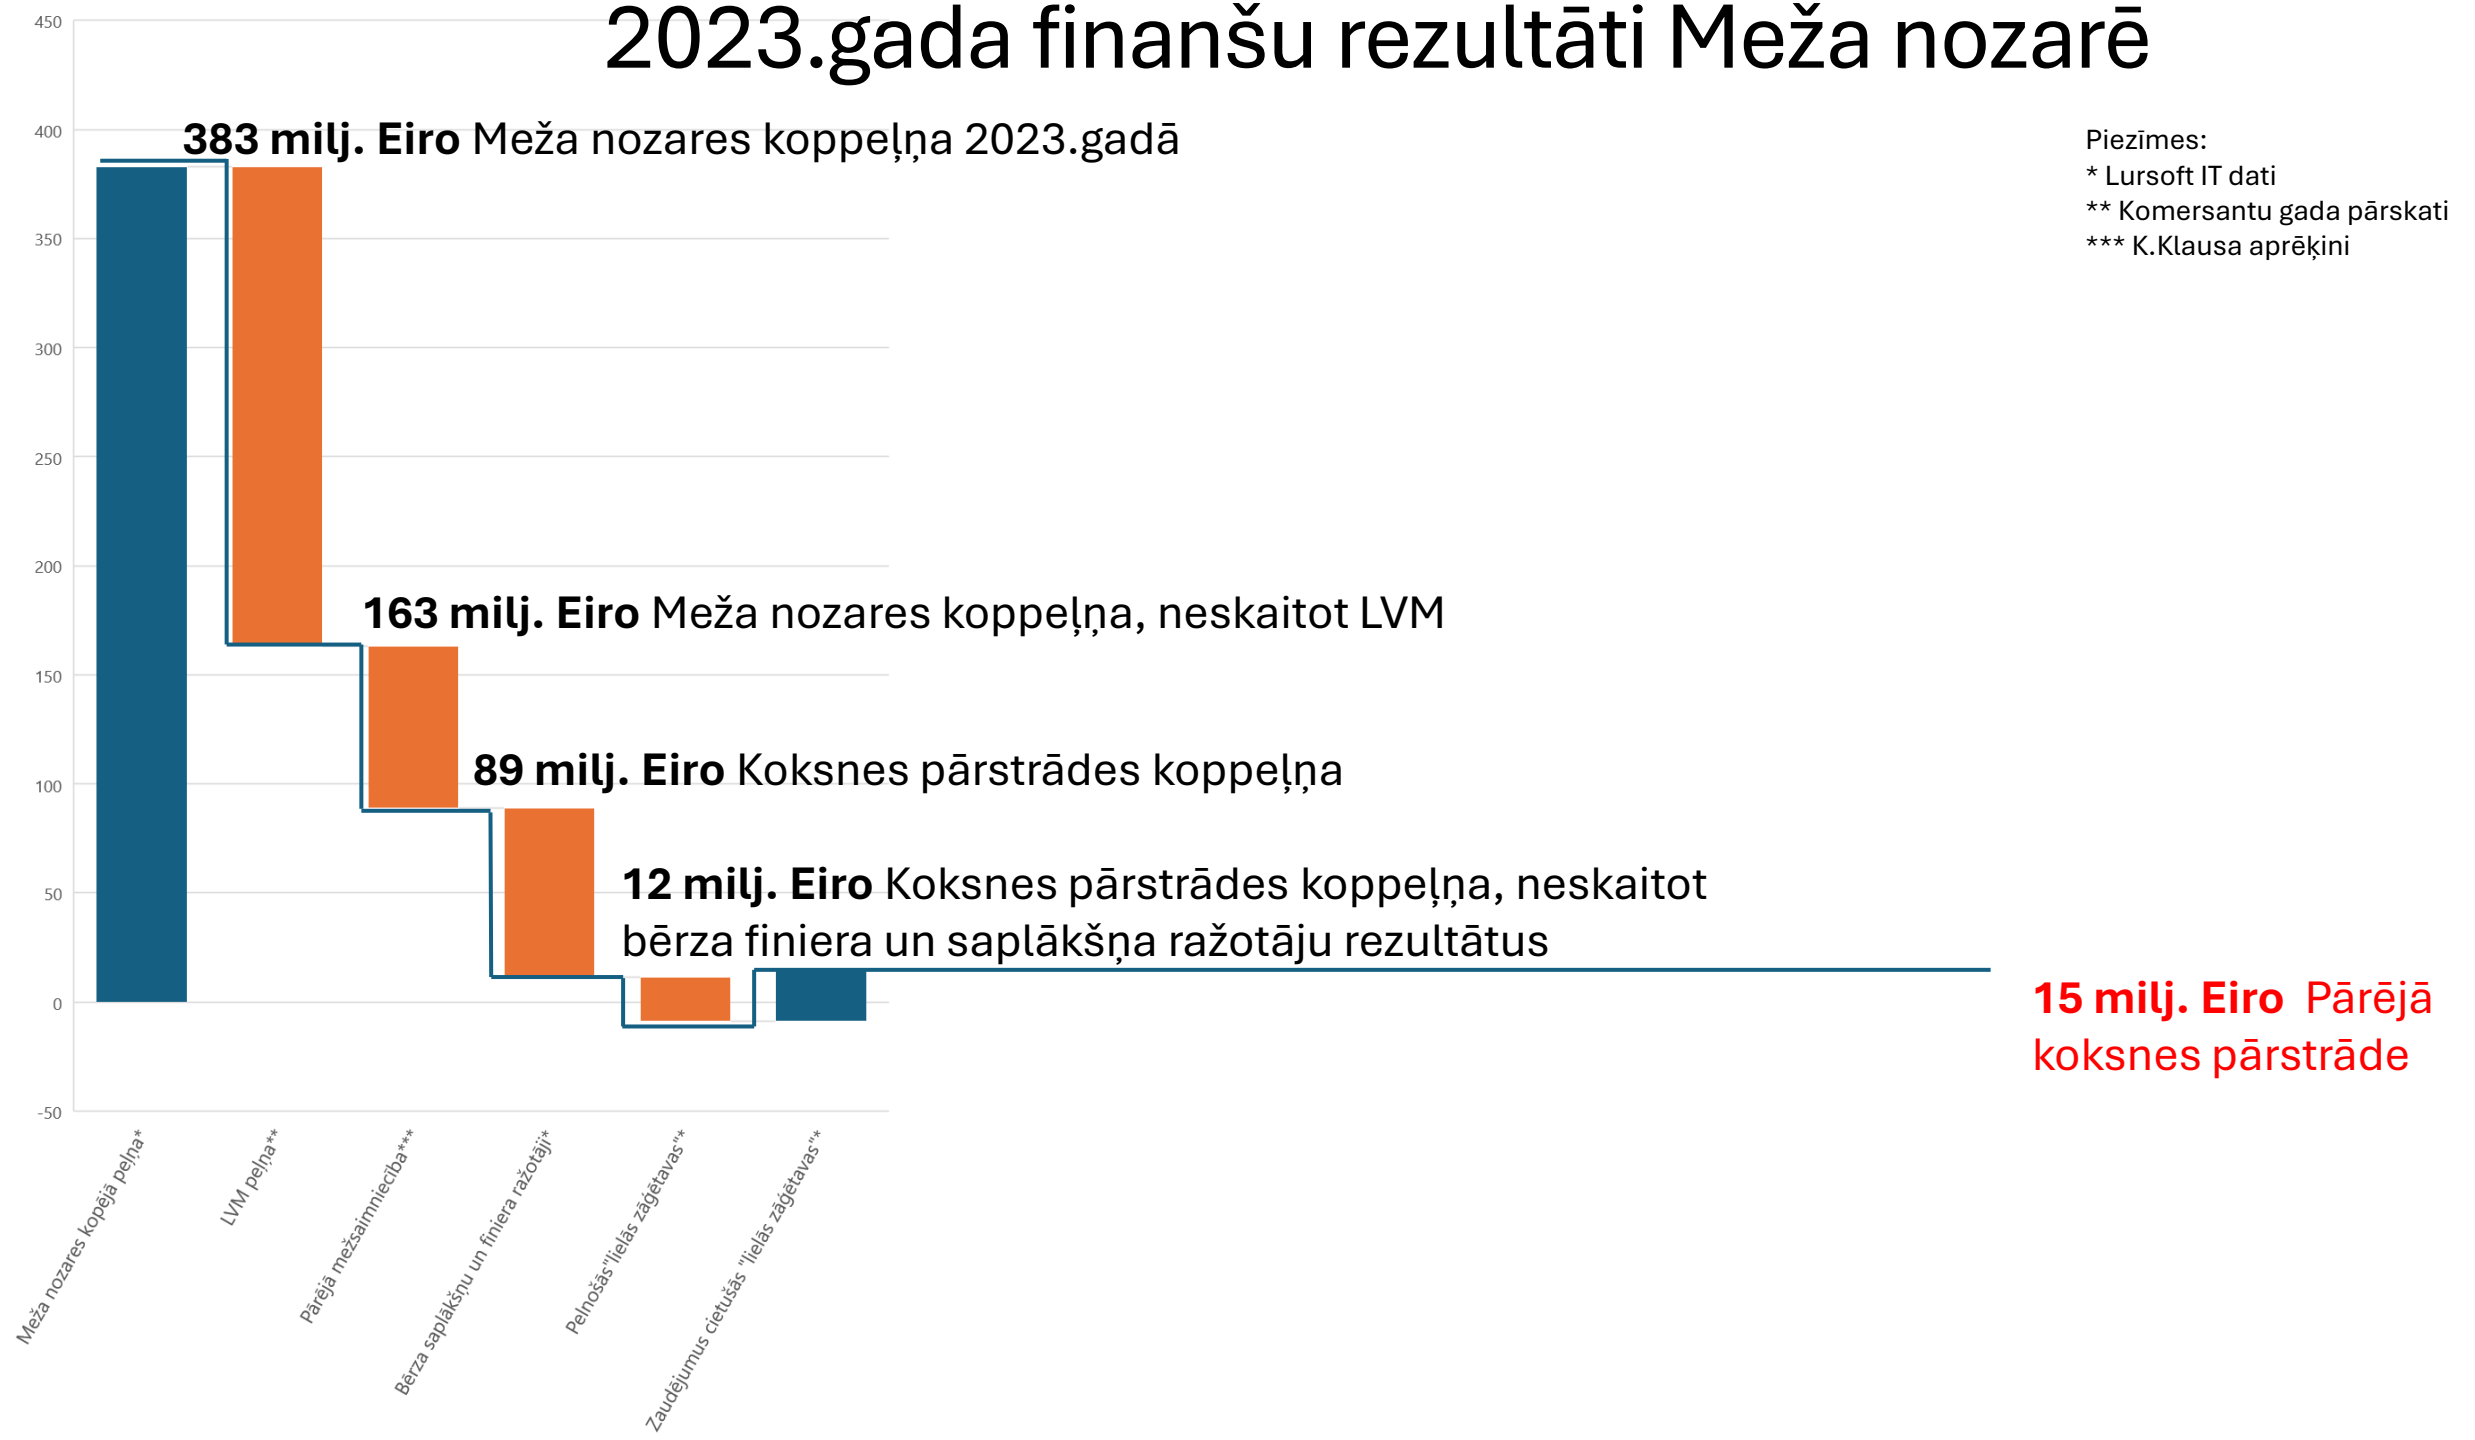 2023.gada finanšu rezultāti Meža nozarē
450
400
350
300
250
200
150
100
50
0
-50
383 milj. Eiro Meža nozares koppeļņa 2023.gadā
Piezīmes:
* Lursoft IT dati
** Komersantu gada pārskati
*** K.Klausa aprēķini
163 milj. Eiro Meža nozares koppeļņa, neskaitot LVM
89 milj. Eiro Koksnes pārstrādes koppeļņa
12 milj. Eiro Koksnes pārstrādes koppeļņa, neskaitot
bērza finiera un saplākšņa ražotāju rezultātus
15 milj. Eiro Pārējā
koksnes pārstrāde
Meža nozares kopējā peļņa*
LVM peļņa**
Pārējā mežsaimniecība***
Bērza saplākšņu un finiera ražotāji*
Pelnošās"lielās zāģētavas"*
Zaudējumus cietušās "lielās zāģētavas"*